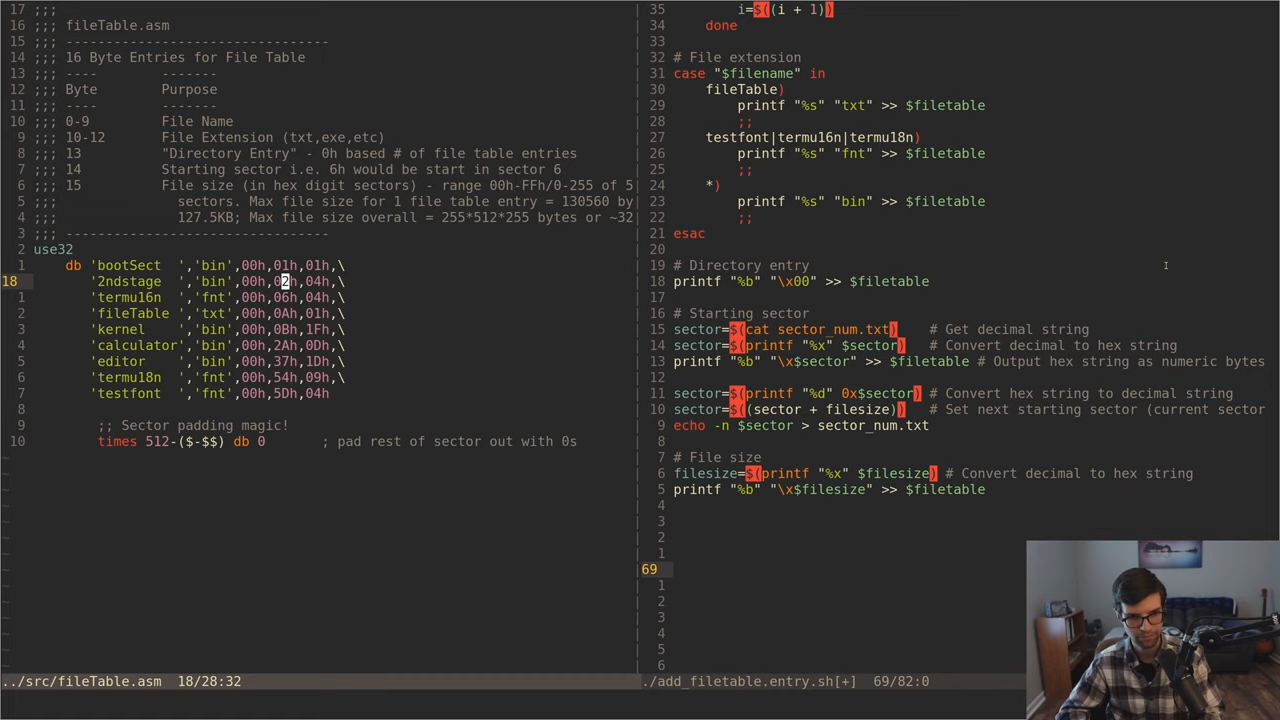 17 ;;;
16 ;;; fileTable.asm
15 ;;; ---------------------------------
14 ;;; 16 Byte Entries for File Table
13 ;;; ----        -------
12 ;;; Byte        Purpose
11 ;;; ----        -------
10 ;;; 0-9         File Name
9 ;;; 10-12       File Extension (txt,exe,etc)
8 ;;; 13          "Directory Entry" - 0h based # of file table entries
7 ;;; 14          Starting sector i.e. 6h would be start in sector 6
6 ;;; 15          File size (in hex digit sectors) - range 00h-FFh/0-255 of 5
5 ;;;               sectors. Max file size for 1 file table entry = 130560 by
4 ;;;               127.5KB; Max file size overall = 255*512*255 bytes or ~32
3 ;;; ---------------------------------
2 use32
1     db 'bootSect  ','bin',00h,01h,01h,\
18        '2ndstage  ','bin',00h,02h,04h,\
1        'termu16n  ','fnt',00h,06h,04h,\
2        'fileTable ','txt',00h,0Ah,01h,\
3        'kernel    ','bin',00h,0Bh,1Fh,\
4        'calculator','bin',00h,2Ah,0Dh,\
5        'editor    ','bin',00h,37h,1Dh,\
6        'termu18n  ','fnt',00h,54h,09h,\
7        'testfont  ','fnt',00h,5Dh,04h
8
9         ;; Sector padding magic!
10         times 512-($-$$) db 0       ; pad rest of sector out with 0s
~
~
~
~
~
~
~
~
~
~
~
~
~
~
../src/fileTable.asm  18/28:32
35         i=$((i + 1))
34     done
33
32 # File extension
31 case "$filename" in
30     fileTable)
29         printf "%s" "txt" >> $filetable
28         ;;
27     testfont|termu16n|termu18n)
26         printf "%s" "fnt" >> $filetable
25         ;;
24     *)
23         printf "%s" "bin" >> $filetable
22         ;;
21 esac
20
19 # Directory entry
18 printf "%b" "\x00" >> $filetable
17
16 # Starting sector
15 sector=$(cat sector_num.txt)    # Get decimal string
14 sector=$(printf "%x" $sector)   # Convert decimal to hex string
13 printf "%b" "\x$sector" >> $filetable # Output hex string as numeric bytes
12
11 sector=$(printf "%d" 0x$sector) # Convert hex string to decimal string
10 sector=$((sector + filesize))   # Set next starting sector (current sector
9 echo -n $sector > sector_num.txt
8
7 # File size
6 filesize=$(printf "%x" $filesize) # Convert decimal to hex string
5 printf "%b" "\x$filesize" >> $filetable
4
3
2
1
69
1
2
3
4
5
6
./add_filetable.entry.sh[+]  69/82:0